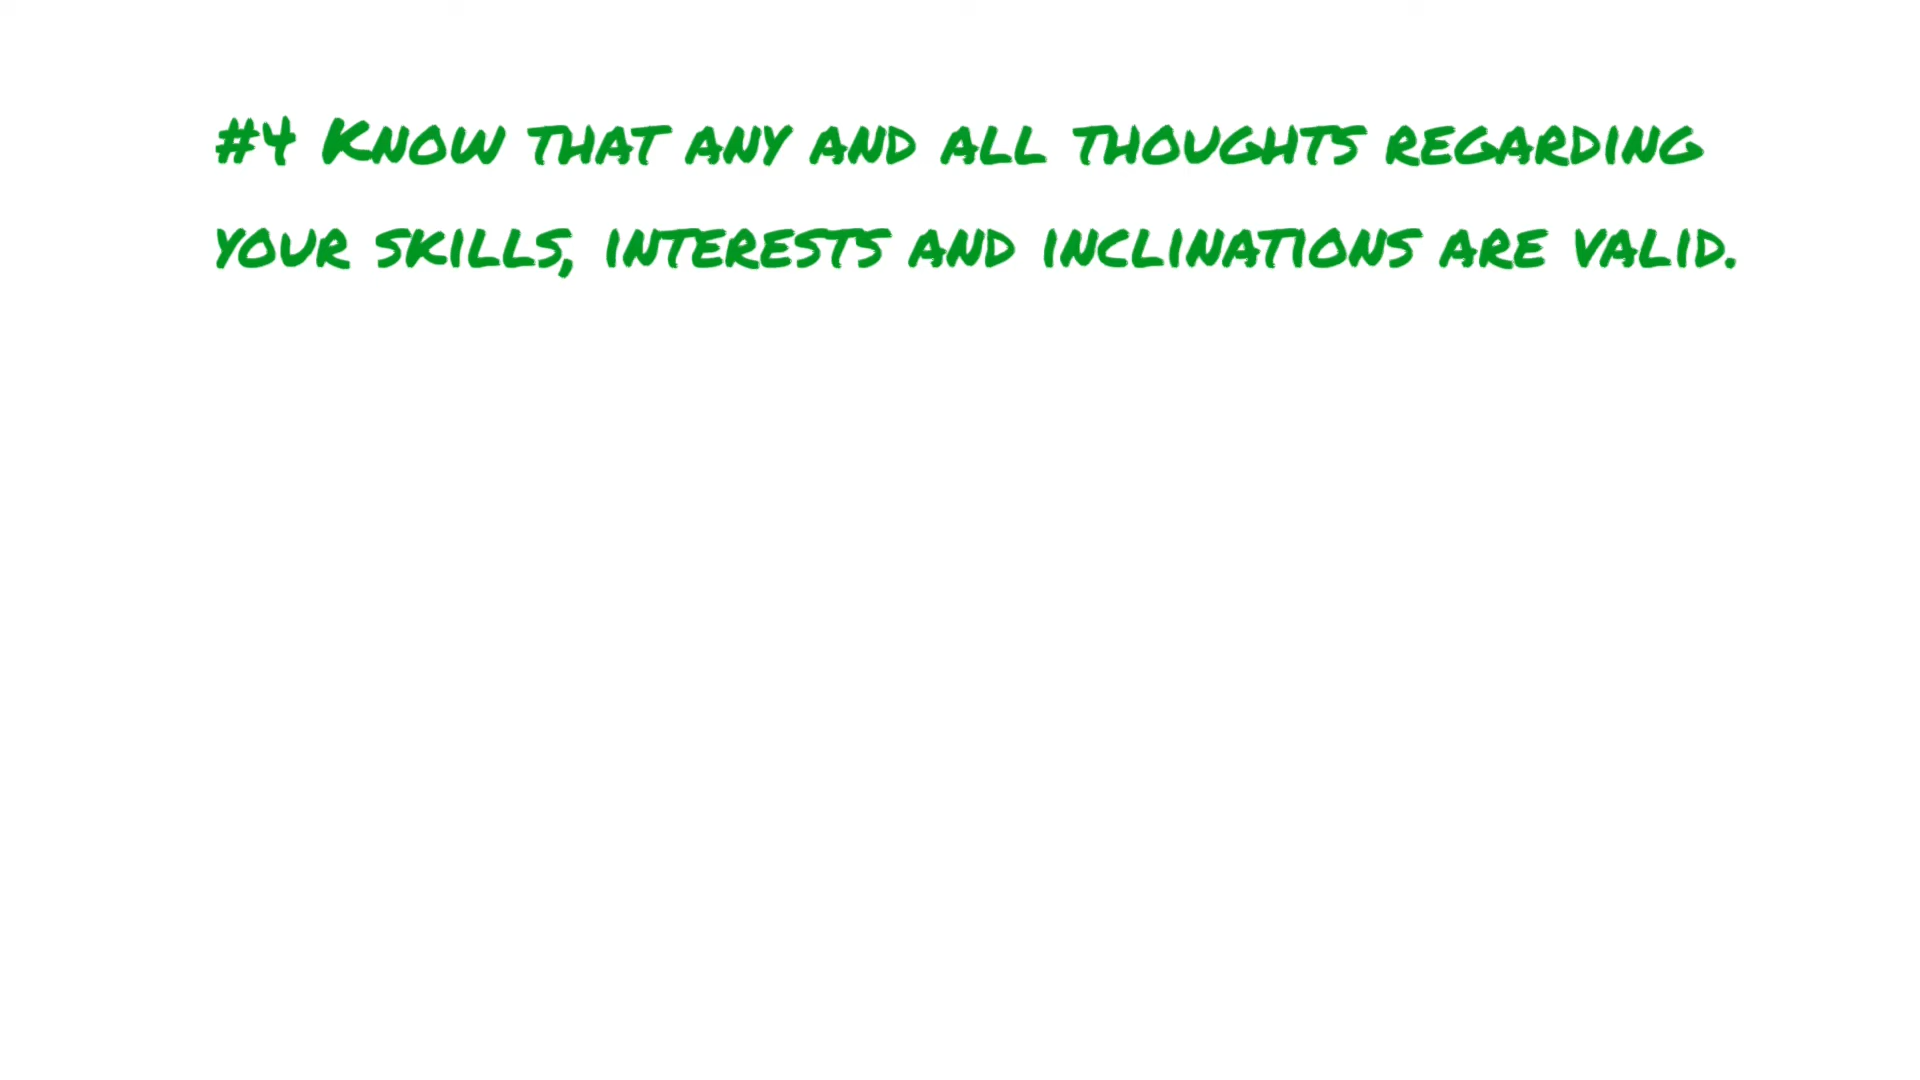 #4 Know that any and all thoughts regarding
your skills, interests and inclinations are valid.